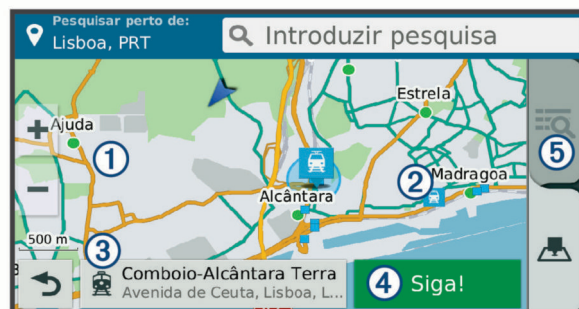 Pesquisar perto de:
Lisboa, PRT
Introduzir pesquisa
Estrela
Ajuda
1
5
2
Madragoa
Alcântara
500 m
3
Comboio-Alcântara Terra
Avenida de Ceuta, Lisboa, L...
4 Siga!